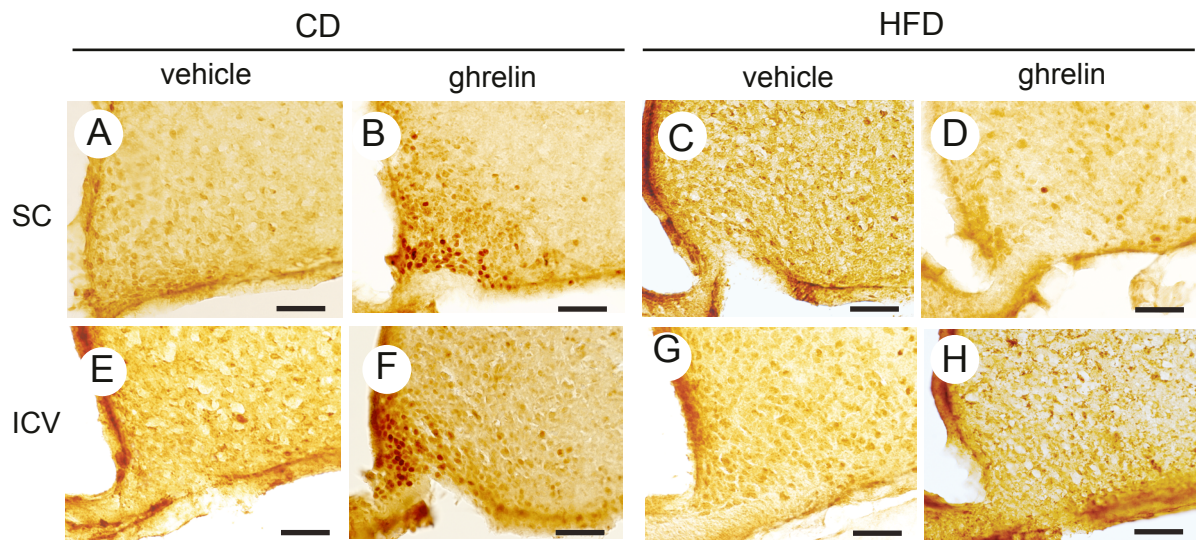 CD HFD
vehicle ghrelin vehicle ghrelin
A B C D
SC
E F G H
ICV